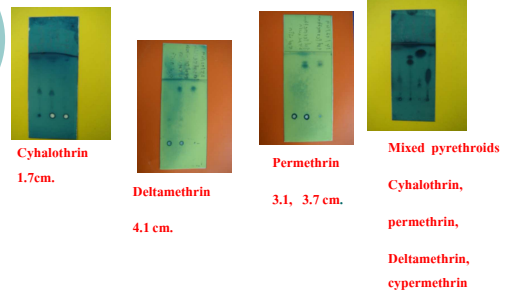 Cyhalothrin
1.7cm.
Deltamethrin
4.1 cm.
Permethrin
3.1, 3.7 cm.
Mixed pyrethroids
Cyhalothrin,
permethrin,
Deltamethrin,
cypermethrin